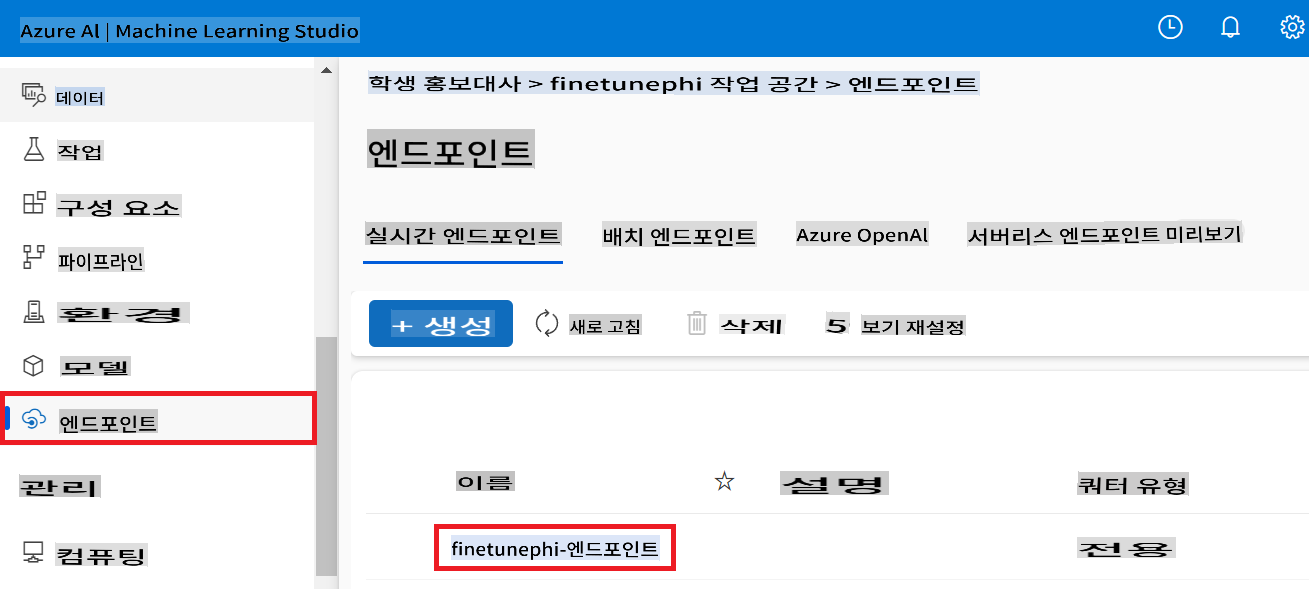 Azure Al | Machine Learning Studio
데이터
작업
구성 요소
파이프라인
환경
모델
엔드포인트
관리
컴퓨팅
학생 홍보대사 > finetunephi 작업 공간 > 엔드포인트
엔드포인트
실시간 엔드포인트 배치 엔드포인트 Azure OpenAl 서버리스 엔드포인트 미리보기
+ 생성 새로 고침 삭제 5 보기 재설정
이름 설명 쿼터 유형
finetunephi-엔드포인트 전용